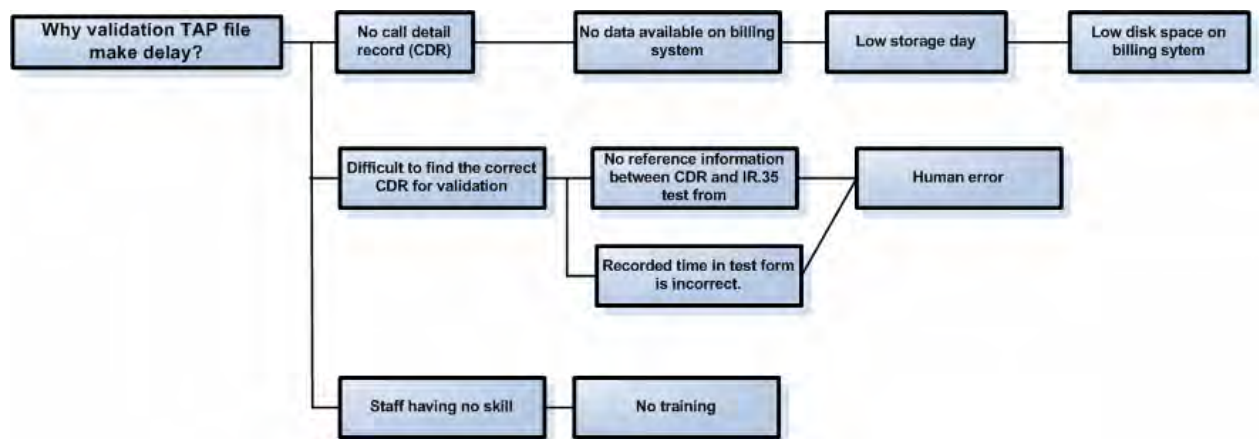 Why validation TAP file
make delay?
No call detail
record (CDR)
No data available on billing
system
Low storage day
Low disk space on
billing sytem
Difficult to find the correct
CDR for validation
No reference information
between CDR and IR.35
test from
Human error
Recorded time in test form
is incorrect.
Staff having no skill
No training